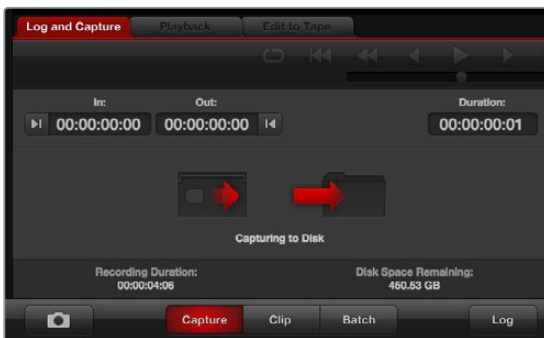 Log and Capture Playback Edit to Tape
In: Out: Duration:
00:00:00:00 00:00:00:00 00:00:00:01
Capturing to Disk
Recording Duration: Disk Space Remaining:
00:00:04:06 450.53 GB
Capture Clip Batch Log